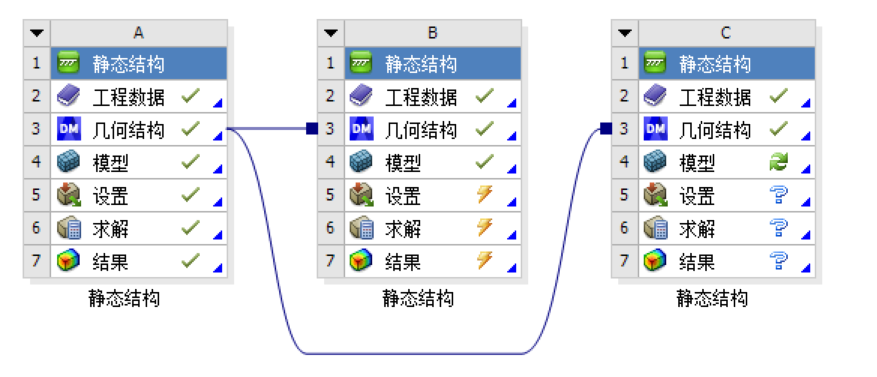 A
1 静态结构
2 工程数据
3 DM 几何结构
4 模型
5 设置
6 求解
7 结果
静态结构
B
1 静态结构
2 工程数据
3 DM 几何结构
4 模型
5 设置
6 求解
7 结果
静态结构
C
1 静态结构
2 工程数据
3 DM 几何结构
4 模型
5 设置
6 求解
7 结果
静态结构